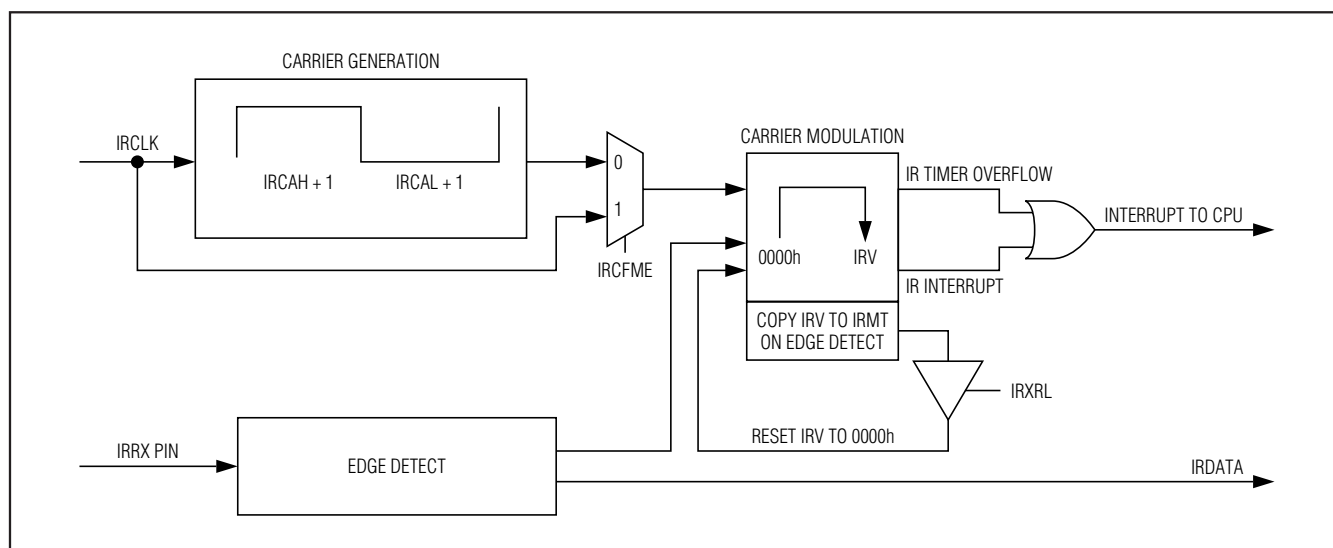 CARRIER GENERATION
IRCLK
IRCAH + 1
IRCAL + 1
0
1
IRCFME
CARRIER MODULATION
0000h
IRV
IR TIMER OVERFLOW
IR INTERRUPT
INTERRUPT TO CPU
COPY IRV TO IRMT
ON EDGE DETECT
IRXRL
RESET IRV TO 0000h
IRRX PIN
EDGE DETECT
IRDATA